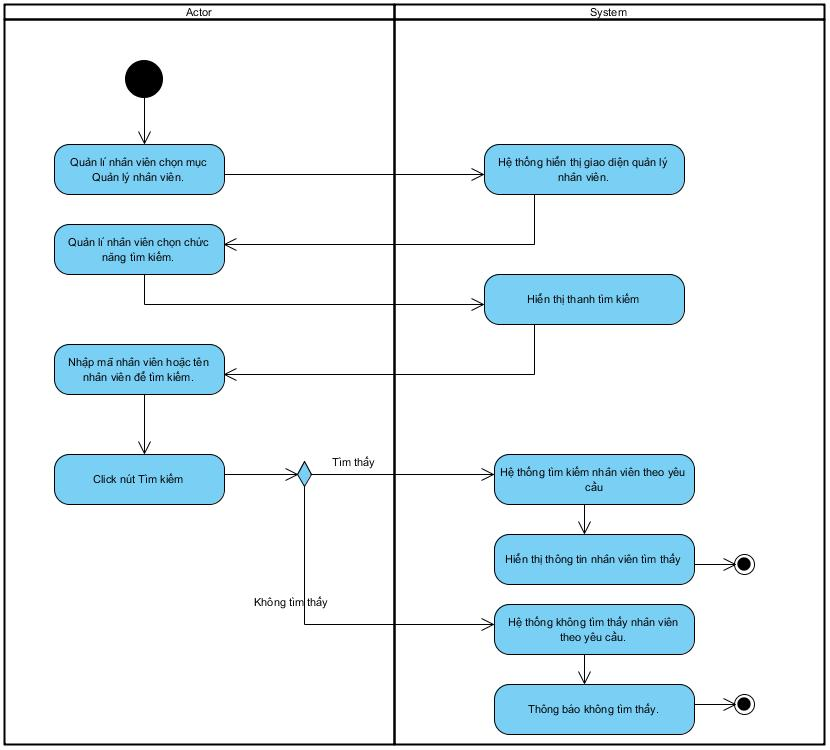 Actor
System
Quản lí nhân viên chọn mục
Quản lý nhân viên.
Hệ thống hiển thị giao diện quản lý
nhân viên.
Quản lí nhân viên chọn chức
năng tìm kiếm.
Hiển thị thanh tìm kiếm
Nhập mã nhân viên hoặc tên
nhân viên để tìm kiếm.
Click nút Tìm kiếm
Tìm thấy
Hệ thống tìm kiếm nhân viên theo yêu
cầu
Hiển thị thông tin nhân viên tìm thấy
Không tìm thấy
Hệ thống không tìm thấy nhân viên
theo yêu cầu.
Thông báo không tìm thấy.